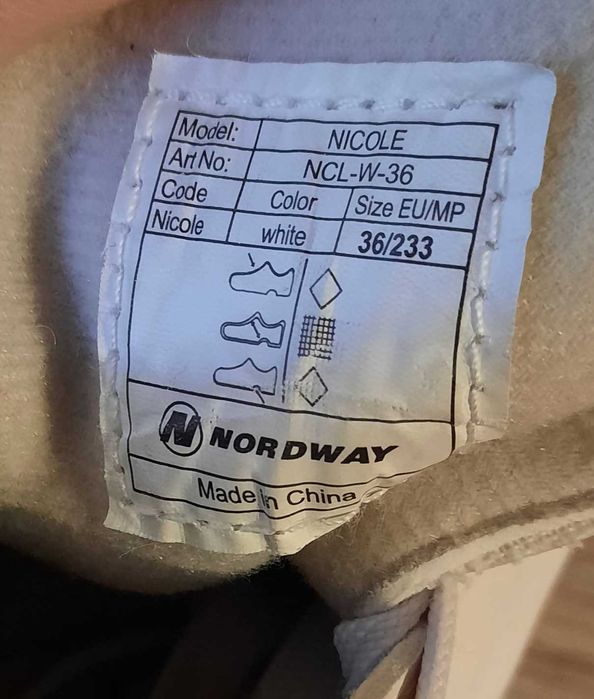 Model: NICOLE
Art No: NCL-W-36
Code Color Size EU/MP
Nicole white 36/233
N NORDWAY
Made in China